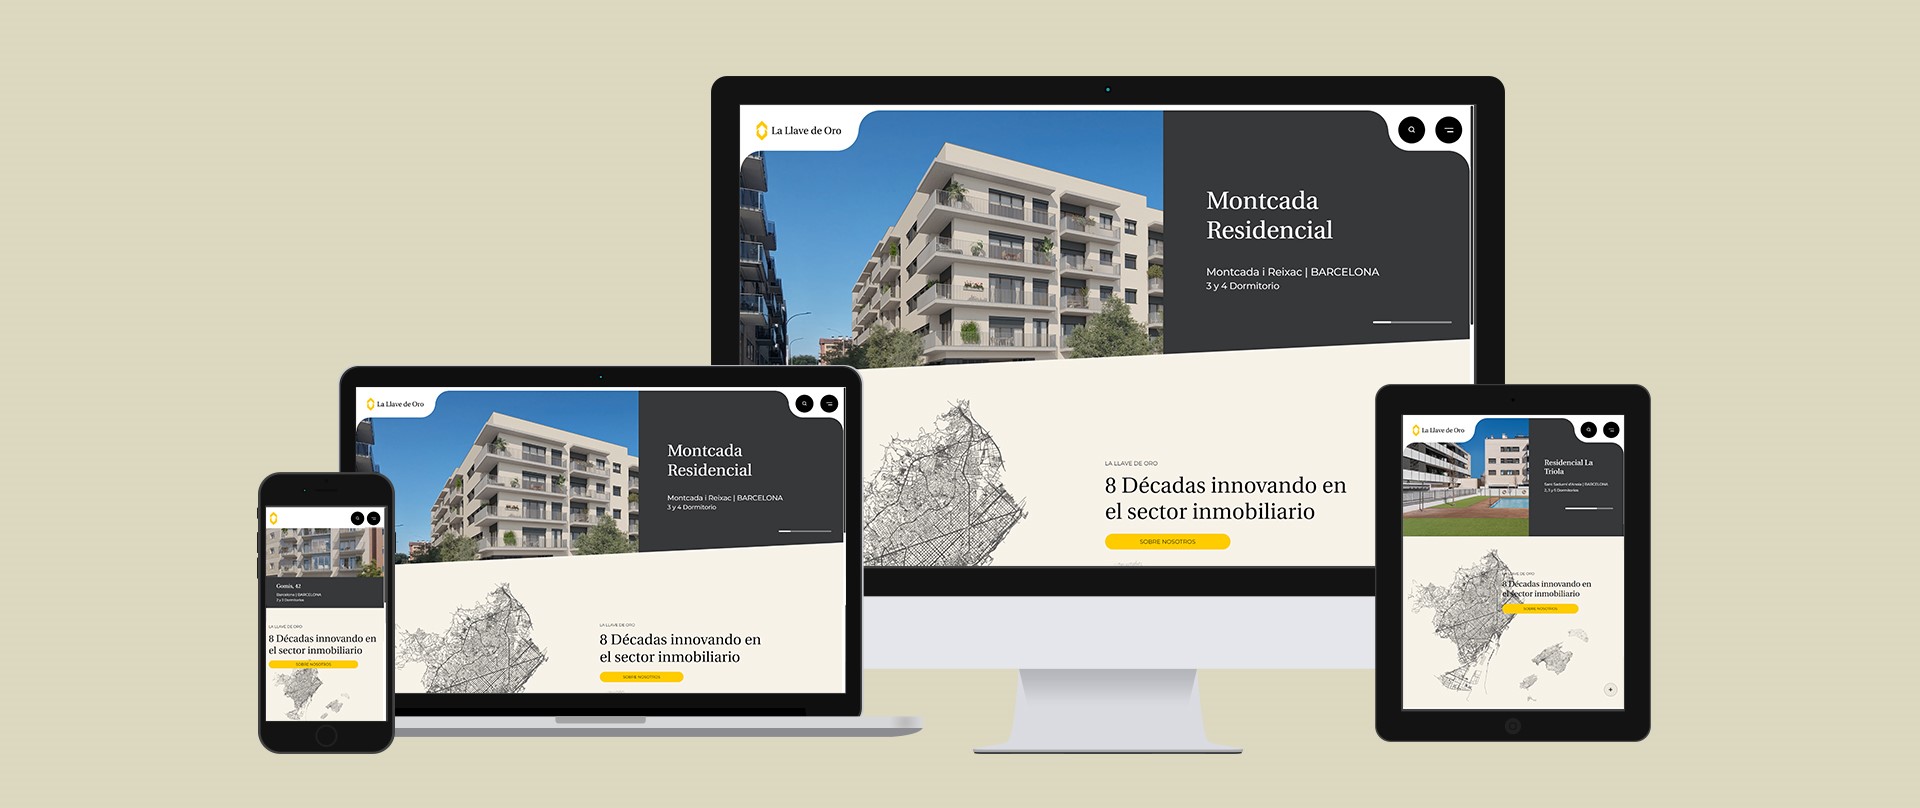 La Llave de Oro
Montcada
Residencial
Montcada i Reixac | BARCELONA
3 y 4 Dormitorio
LA LLAVE DE ORO
8 Décadas innovando en
el sector inmobiliario
SOBRE NOSOTROS
La Llave de Oro
Montcada
Residencial
Montcada i Reixac | BARCELONA
3 y 4 Dormitorio
LA LLAVE DE ORO
8 Décadas innovando en
el sector inmobiliario
SOBRE NOSOTROS
La Llave de Oro
Residencial La
Triola
Sant Sadurní d'Anoia | BARCELONA
2, 3 y 5 Dormitorios
LA LLAVE DE ORO
8 Décadas innovando en
el sector inmobiliario
SOBRE NOSOTROS
Gomis, 42
Barcelona | BARCELONA
LA LLAVE DE ORO
8 Décadas innovando en
el sector inmobiliario
SOBRE NOSOTROS